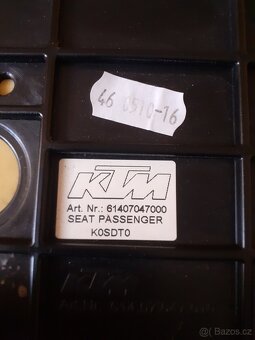 46 0510-16
KTM
Art. Nr.: 61407047000
SEAT PASSENGER
K0SDT0
© Bazos.cz